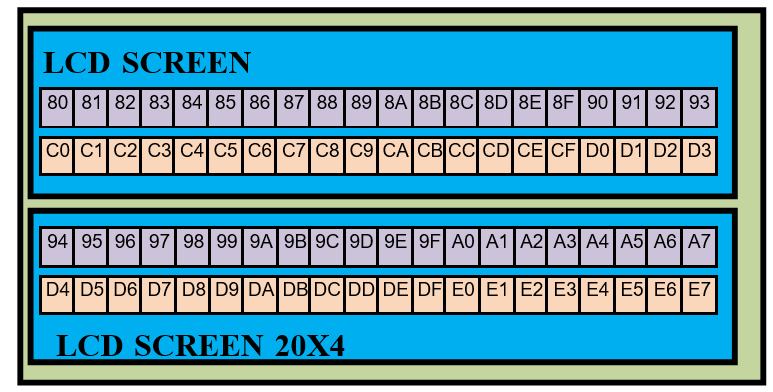 LCD SCREEN
80 81 82 83 84 85 86 87 88 89 8A 8B 8C 8D 8E 8F 90 91 92 93
C0 C1 C2 C3 C4 C5 C6 C7 C8 C9 CA CB CC CD CE CF D0 D1 D2 D3
94 95 96 97 98 99 9A 9B 9C 9D 9E 9F A0 A1 A2 A3 A4 A5 A6 A7
D4 D5 D6 D7 D8 D9 DA DB DC DD DE DF E0 E1 E2 E3 E4 E5 E6 E7
LCD SCREEN 20X4